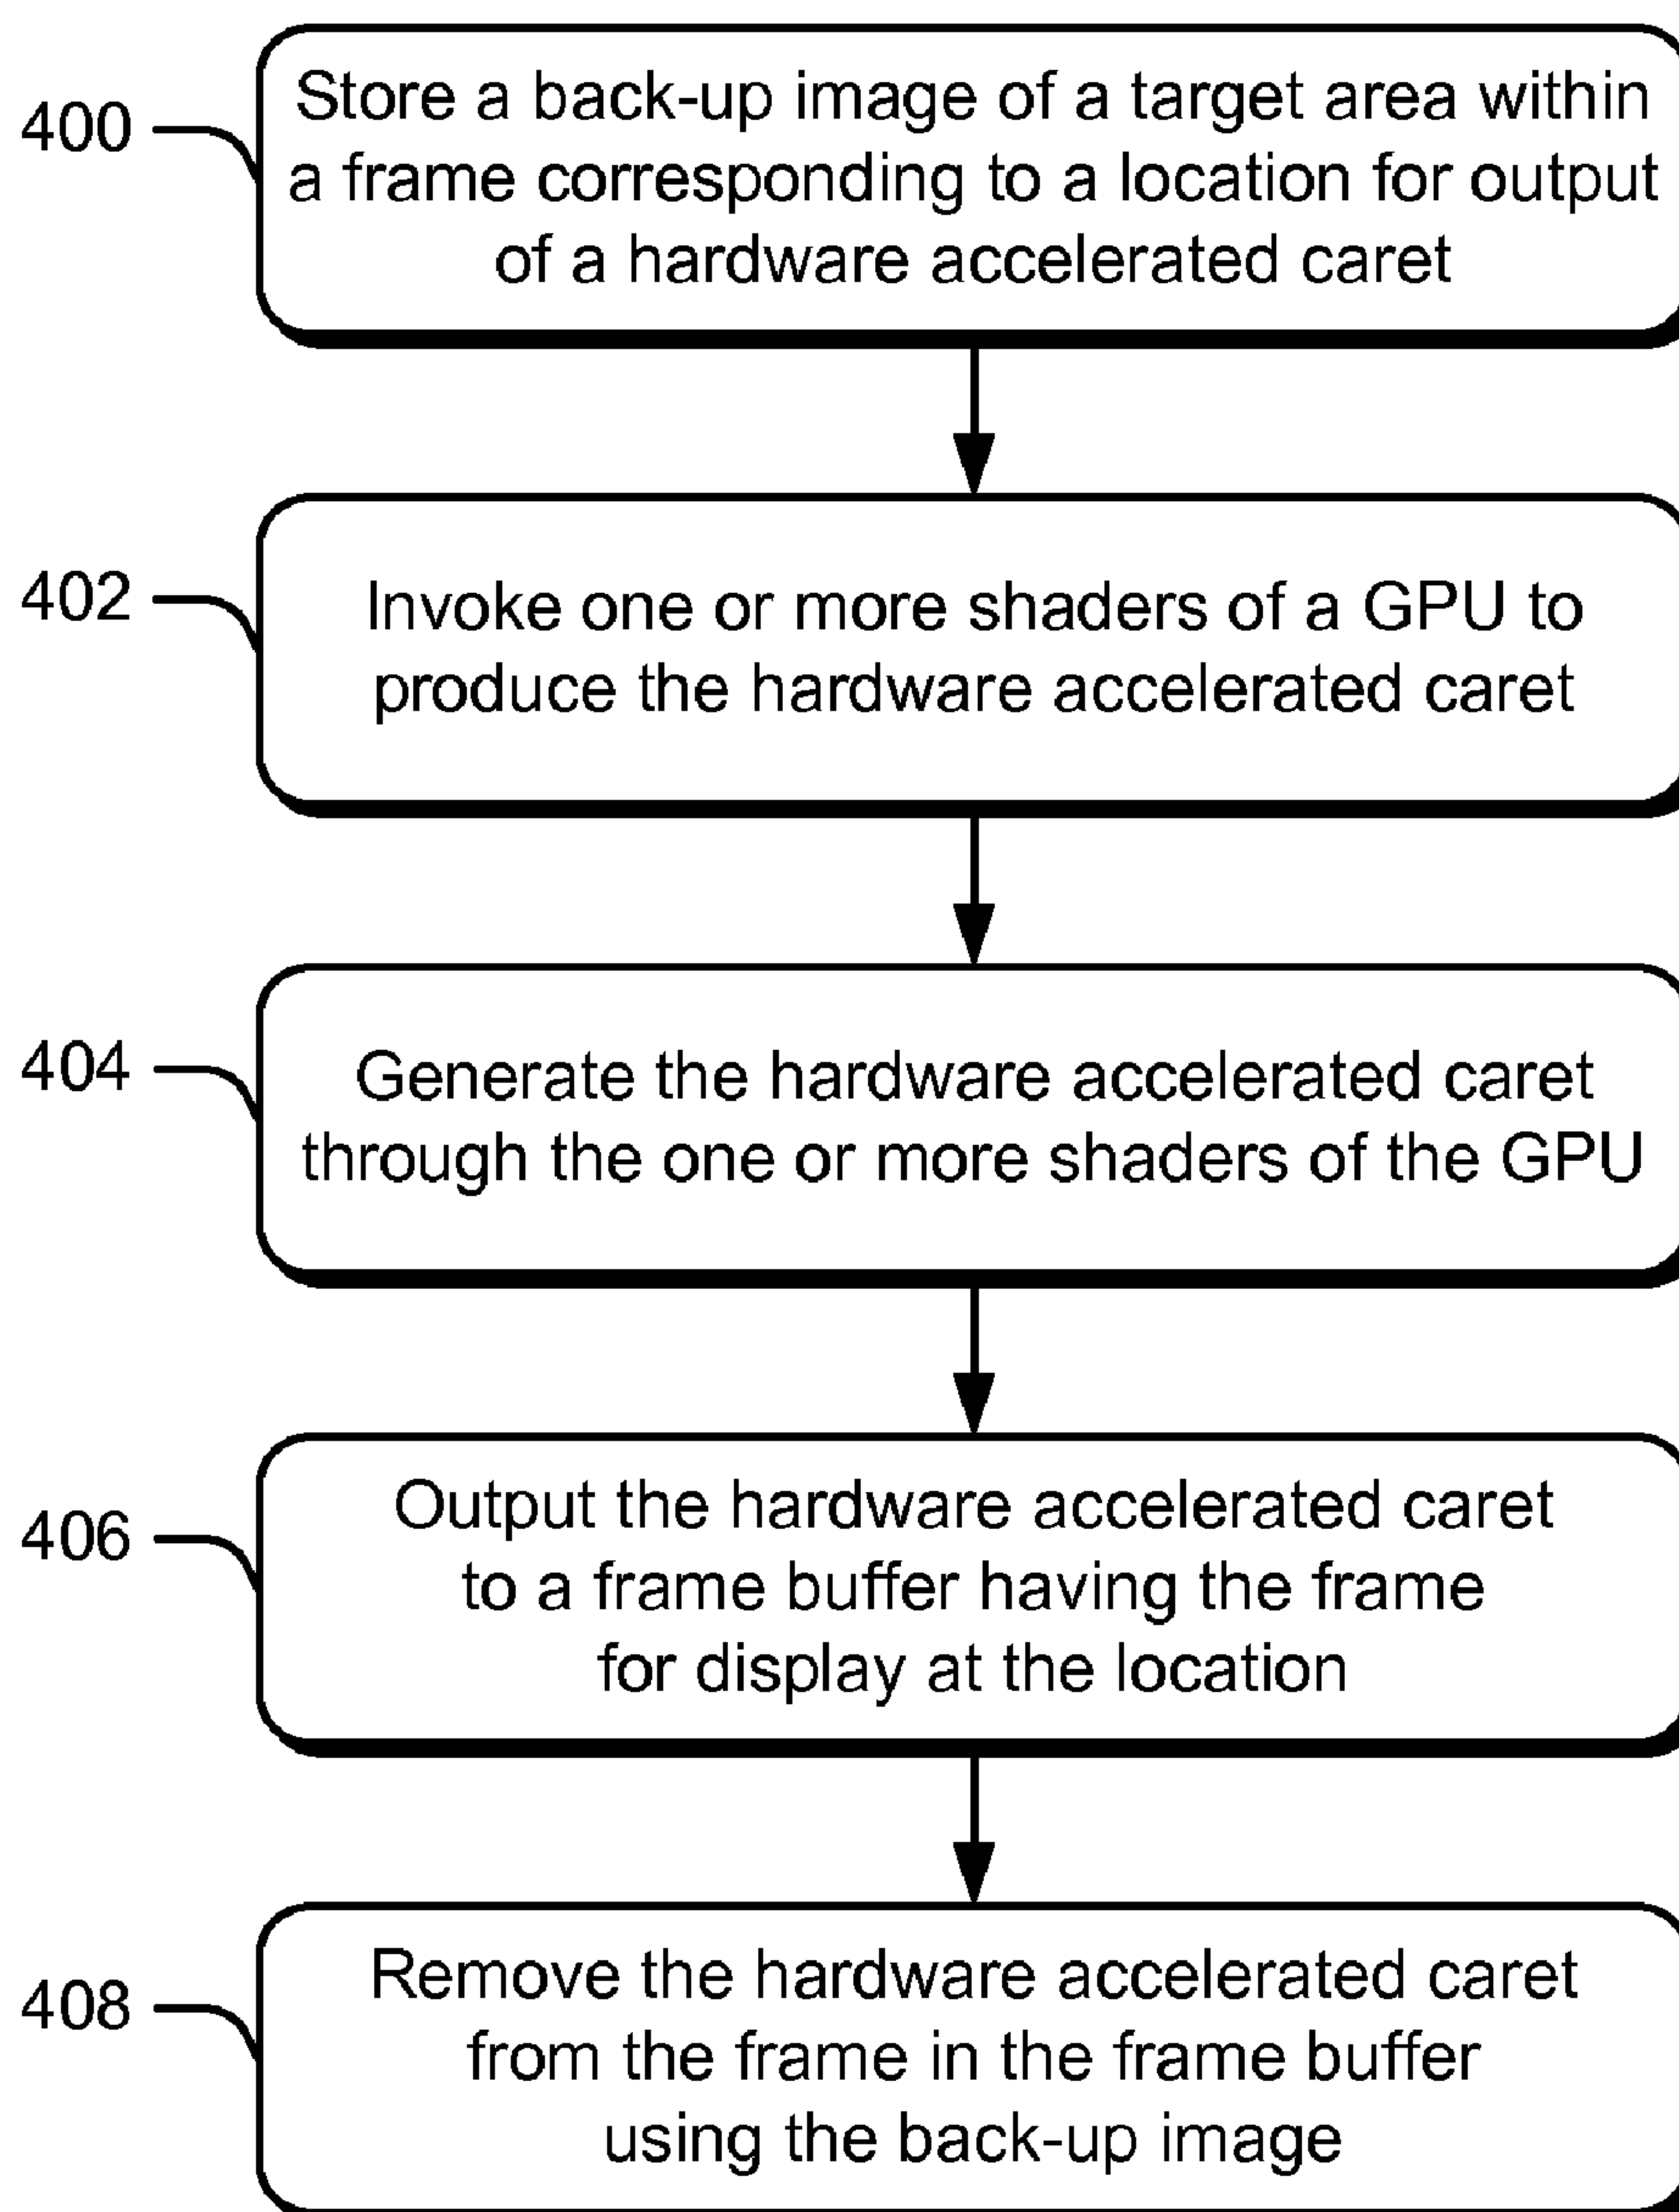 400
Store a back-up image of a target area within
a frame corresponding to a location for output
of a hardware accelerated caret
402
Invoke one or more shaders of a GPU to
produce the hardware accelerated caret
404
Generate the hardware accelerated caret
through the one or more shaders of the GPU
406
Output the hardware accelerated caret
to a frame buffer having the frame
for display at the location
408
Remove the hardware accelerated caret
from the frame in the frame buffer
using the back-up image